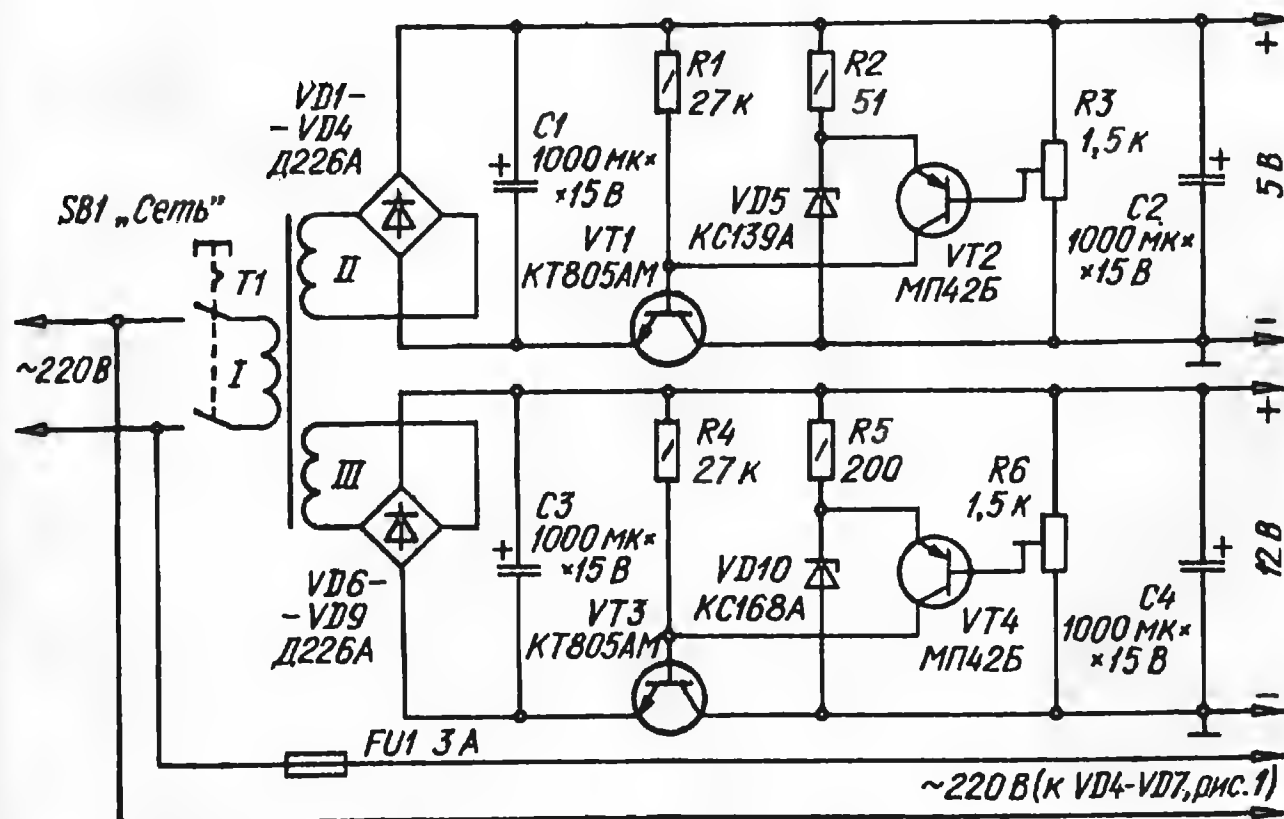 VD1-
-VD4
Д226А
C1
1000 мк×
×15 В
R1
27 к
R2
51
R3
1,5 к
+
5 В
SB1 „Сеть”
T1
II
VT1
КТ805АМ
VD5
КС139А
VT2
МП42Б
C2
1000 мк×
×15 В
+
+
−
~220 В
I
III
VD6-
-VD9
Д226А
C3
1000 мк×
×15 В
+
R4
27 к
R5
200
R6
1,5 к
+
12 В
VT3
КТ805АМ
VD10
КС168А
VT4
МП42Б
C4
1000 мк×
×15 В
+
−
FU1 3 А
~220 В (к VD4-VD7, рис. 1)